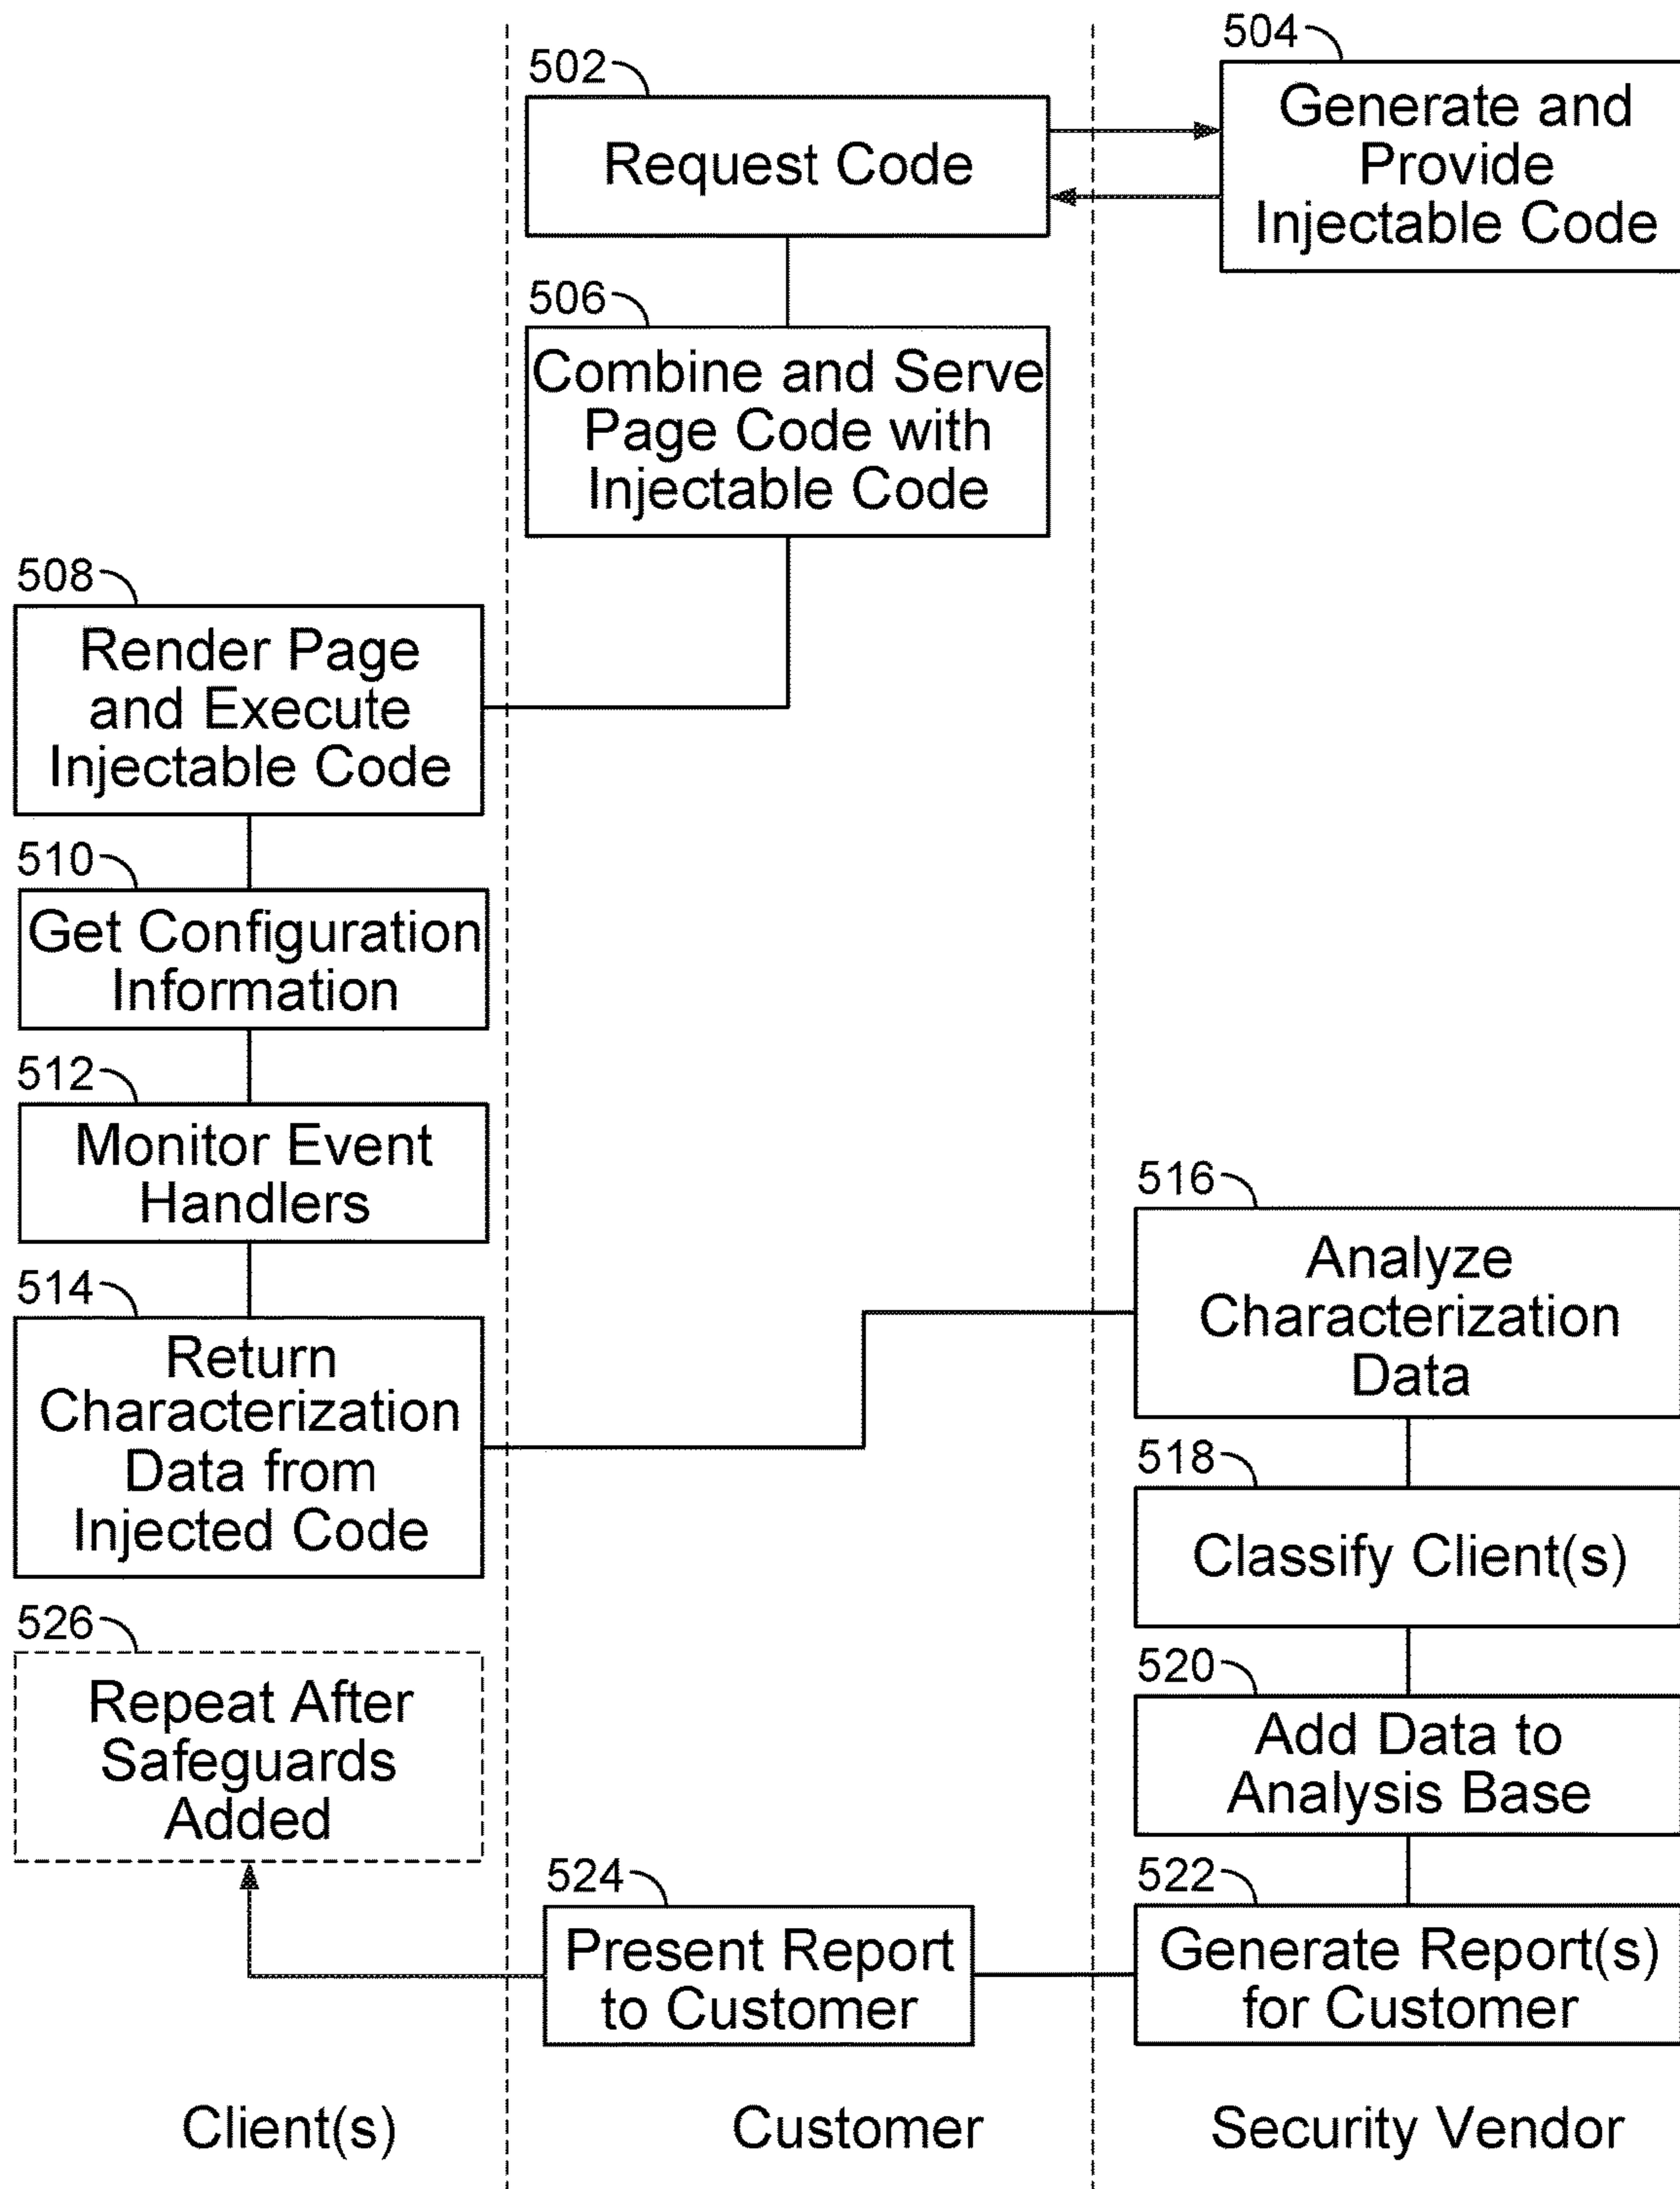 504
Generate and
Provide
Injectable Code
502
Request Code
506
Combine and Serve
Page Code with
Injectable Code
508
Render Page
and Execute
Injectable Code
510
Get Configuration
Information
512
Monitor Event
Handlers
514
Return
Characterization
Data from
Injected Code
516
Analyze
Characterization
Data
518
Classify Client(s)
520
Add Data to
Analysis Base
522
Generate Report(s)
for Customer
524
Present Report
to Customer
526
Repeat After
Safeguards
Added
Client(s)
Customer
Security Vendor